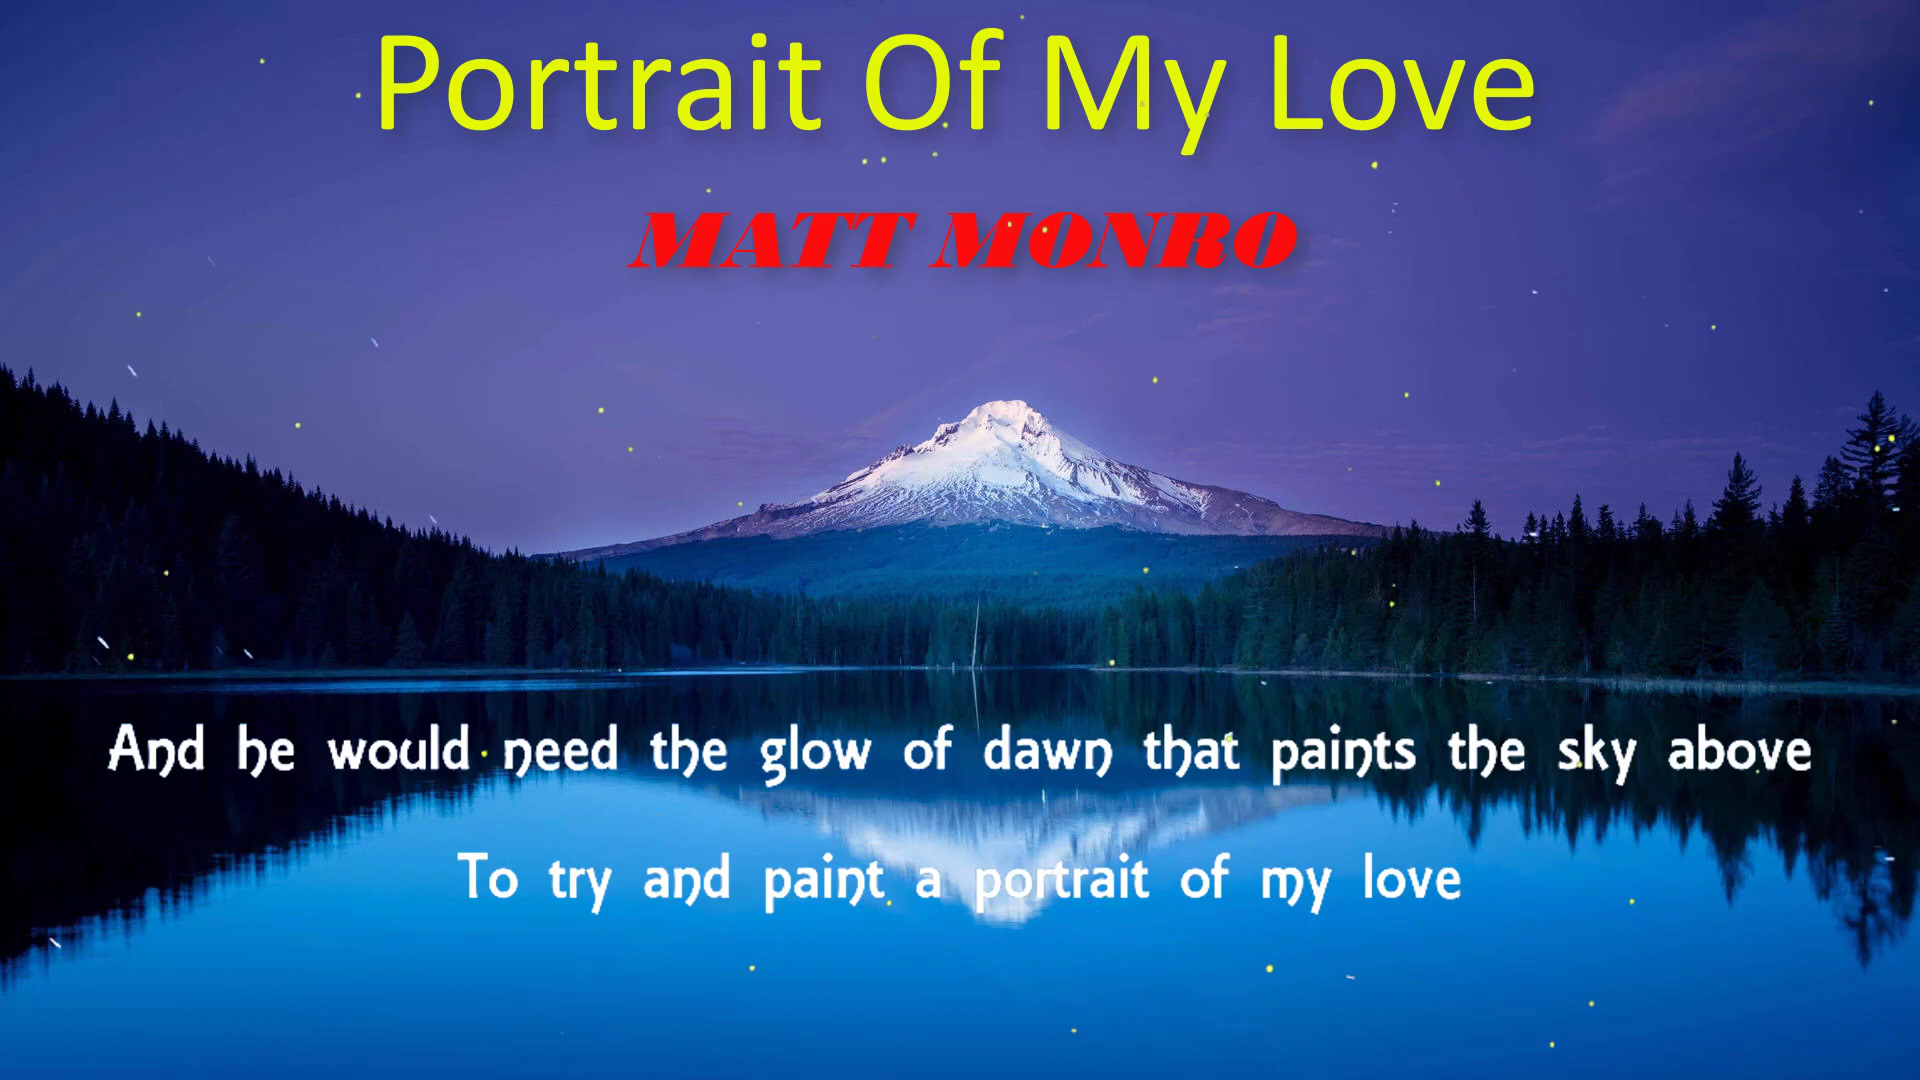 Portrait Of My Love
MATT MONRO
And he would need the glow of dawn that paints the sky above
To try and paint a portrait of my love